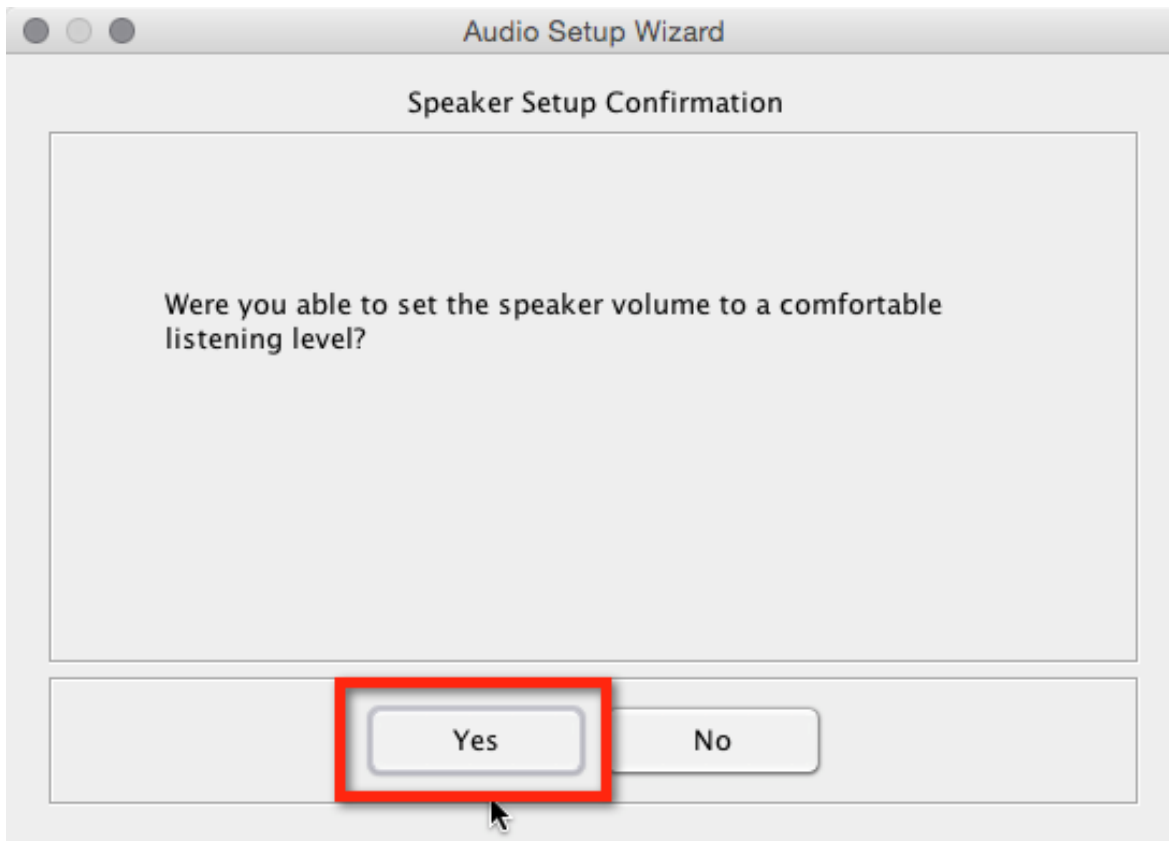 Audio Setup Wizard
Speaker Setup Confirmation
Were you able to set the speaker volume to a comfortable
listening level?
Yes No